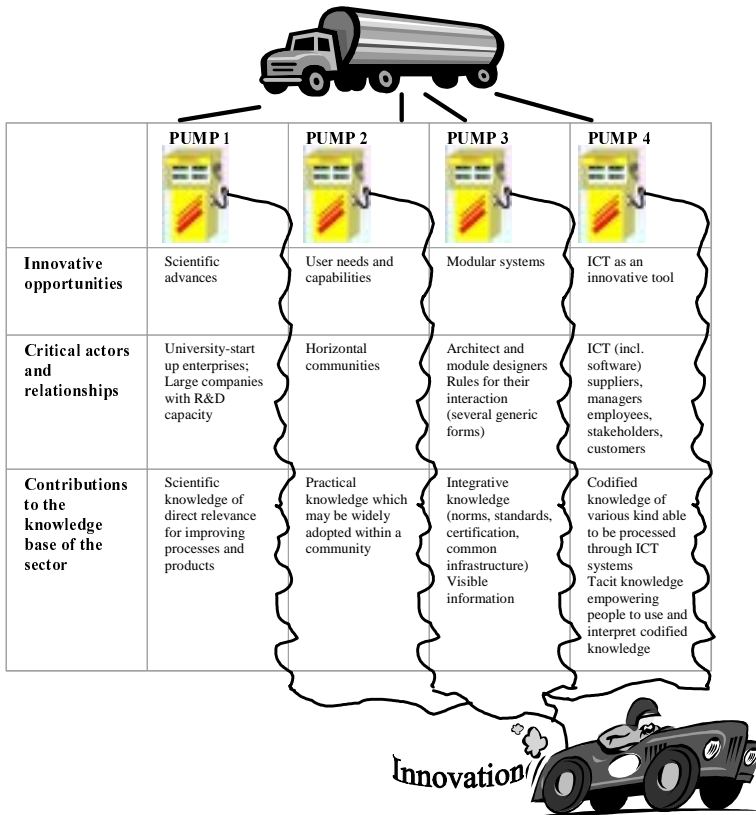 PUMP 1
PUMP 2
PUMP 3
PUMP 4
Innovative
opportunities
Scientific
advances
User needs and
capabilities
Modular systems
ICT as an
innovative tool
Critical actors
and
relationships
University-start
up enterprises;
Large companies
with R&D
capacity
Horizontal
communities
Architect and
module designers
Rules for their
interaction
(several generic
forms)
ICT (incl.
software)
suppliers,
managers
employees,
stakeholders,
customers
Contributions
to the
knowledge
base of the
sector
Scientific
knowledge of
direct relevance
for improving
processes and
products
Practical
knowledge which
may be widely
adopted within a
community
Integrative
knowledge
(norms, standards,
certification,
common
infrastructure)
Visible
information
Codified
knowledge of
various kind able
to be processed
through ICT
systems
Tacit knowledge
empowering
people to use and
interpret codified
knowledge
Innovation